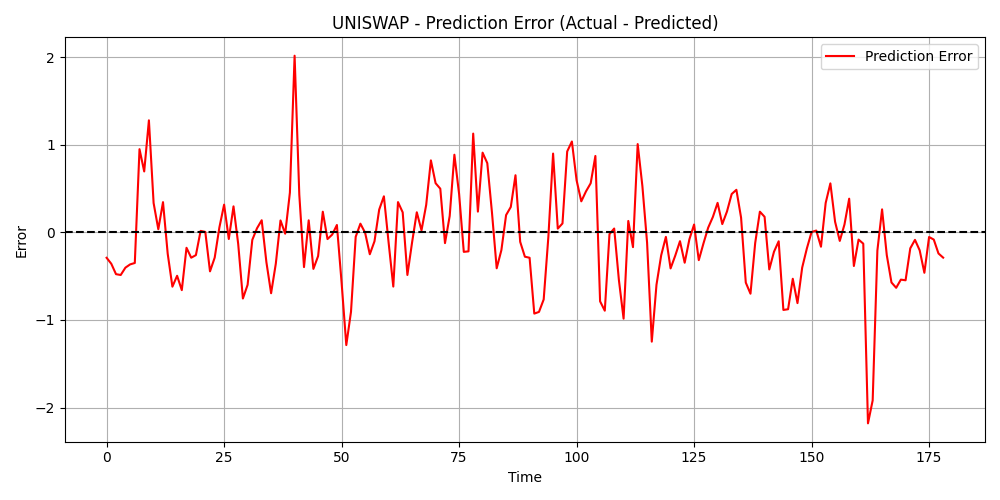 UNISWAP - Prediction Error (Actual - Predicted)
Prediction Error
Error
2
1
0
−1
−2
0 25 50 75 100 125 150 175
Time